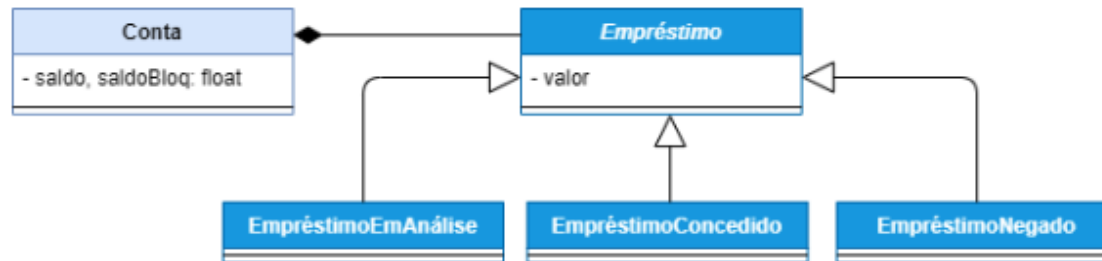 Conta
- saldo, saldoBloq: float
Empréstimo
- valor
EmpréstimoEmAnálise
EmpréstimoConcedido
EmpréstimoNegado